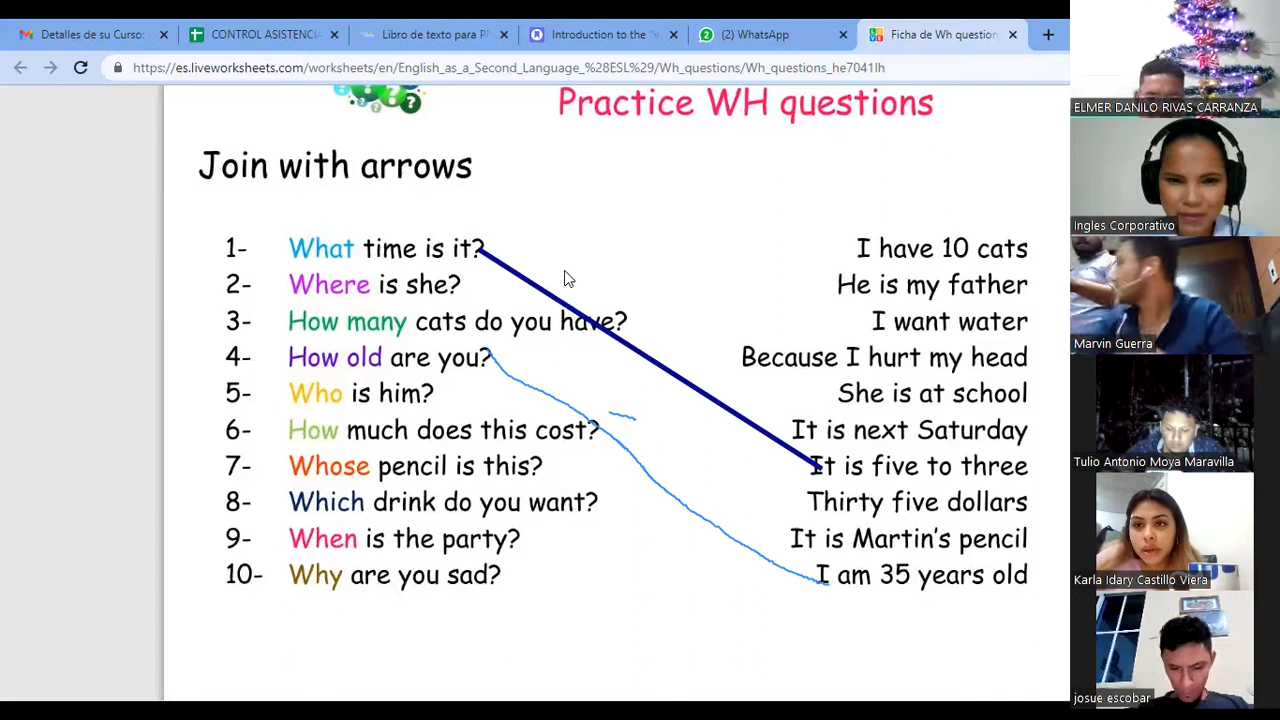 Detalles de su Curso:
CONTROL ASISTENCIA
Libro de texto para P
Introduction to the "
(2) WhatsApp
Ficha de Wh question
https://es.liveworksheets.com/worksheets/en/English_as_a_Second_Language_%28ESL%29/Wh_questions/Wh_questions_he7041lh
Practice WH questions
Join with arrows
1- What time is it? I have 10 cats
2- Where is she? He is my father
3- How many cats do you have? I want water
4- How old are you? Because I hurt my head
5- Who is him? She is at school
6- How much does this cost? It is next Saturday
7- Whose pencil is this? It is five to three
8- Which drink do you want? Thirty five dollars
9- When is the party? It is Martin's pencil
10- Why are you sad? I am 35 years old
ELMER DANILO RIVAS CARRANZA
Ingles Corporativo
Marvin Guerra
Tulio Antonio Moya Maravilla
Karla Idary Castillo Viera
josue escobar